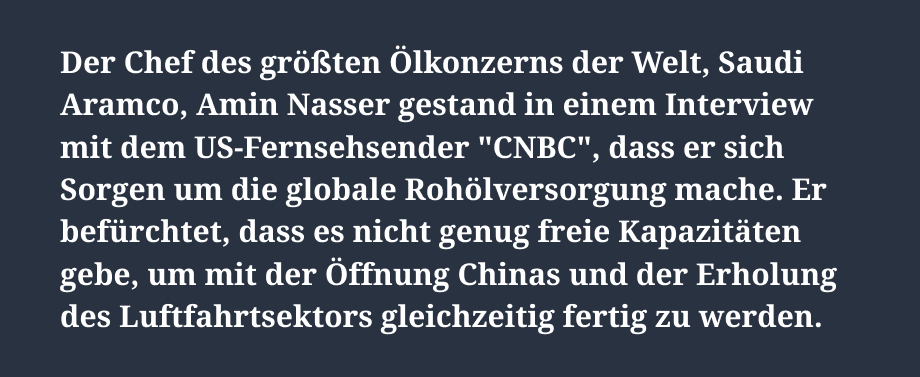 Der Chef des größten Ölkonzerns der Welt, Saudi
Aramco, Amin Nasser gestand in einem Interview
mit dem US-Fernsehsender "CNBC", dass er sich
Sorgen um die globale Rohölversorgung mache. Er
befürchtet, dass es nicht genug freie Kapazitäten
gebe, um mit der Öffnung Chinas und der Erholung
des Luftfahrtsektors gleichzeitig fertig zu werden.